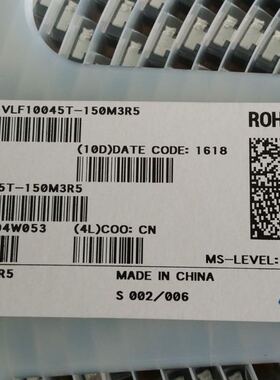 VLF10045T-150M3R5
ROH
(10D)DATE CODE: 1618
5T-150M3R5
04W053 (4L)COO: CN
MS-LEVEL:
R5 MADE IN CHINA
S 002/006